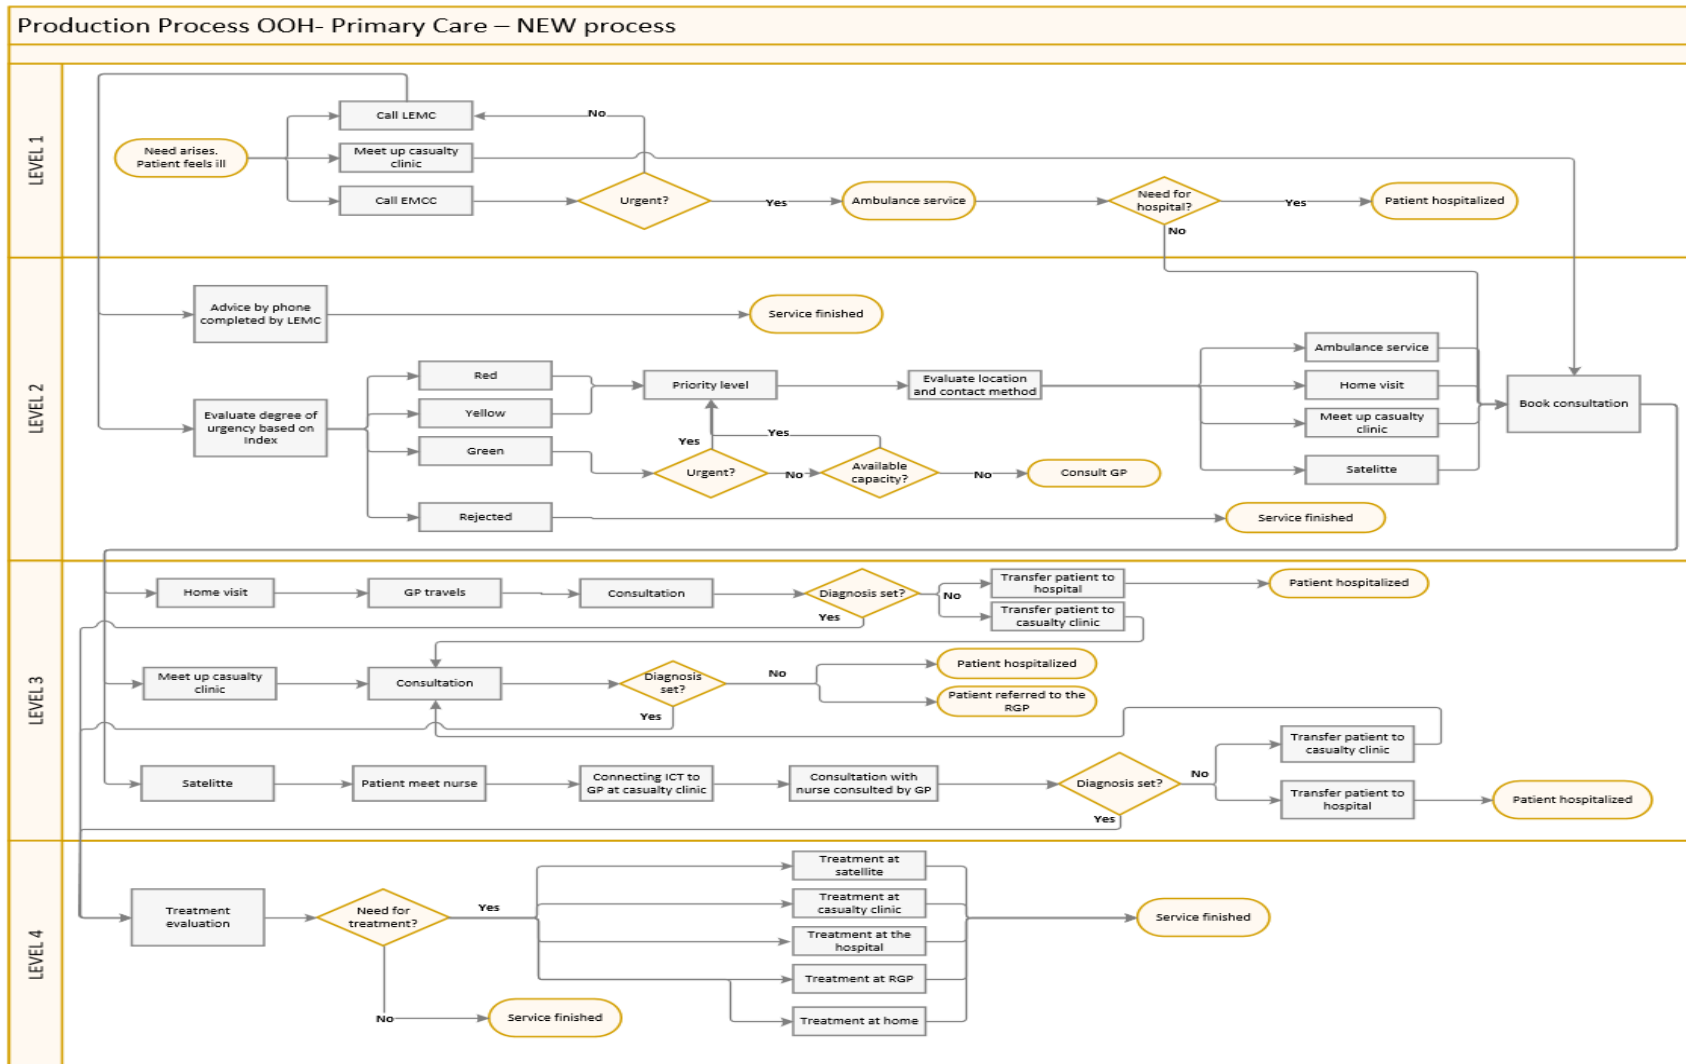 Production Process OOH- Primary Care – NEW process
LEVEL 1
Call LEMC
No
Need arises.
Patient feels ill
Meet up casualty
clinic
Call EMCC
Urgent?
Yes
Ambulance service
Need for
hospital?
Yes
Patient hospitalized
No
LEVEL 2
Advice by phone
completed by LEMC
Service finished
Evaluate degree of
urgency based on
Index
Red
Yellow
Green
Rejected
Priority level
Yes
Yes
Urgent?
No
Available
capacity?
No
Consult GP
Evaluate location
and contact method
Ambulance service
Home visit
Meet up casualty
clinic
Satelitte
Book consultation
Service finished
LEVEL 3
Home visit
GP travels
Consultation
Diagnosis set?
No
Yes
Transfer patient to
hospital
Patient hospitalized
Transfer patient to
casualty clinic
Meet up casualty
clinic
Consultation
Diagnosis
set?
No
Yes
Patient hospitalized
Patient referred to the
RGP
Satelitte
Patient meet nurse
Connecting ICT to
GP at casualty clinic
Consultation with
nurse consulted by GP
Diagnosis set?
No
Yes
Transfer patient to
casualty clinic
Transfer patient to
hospital
Patient hospitalized
LEVEL 4
Treatment
evaluation
Need for
treatment?
Yes
No
Service finished
Treatment at
satellite
Treatment at
casualty clinic
Treatment at the
hospital
Treatment at RGP
Treatment at home
Service finished